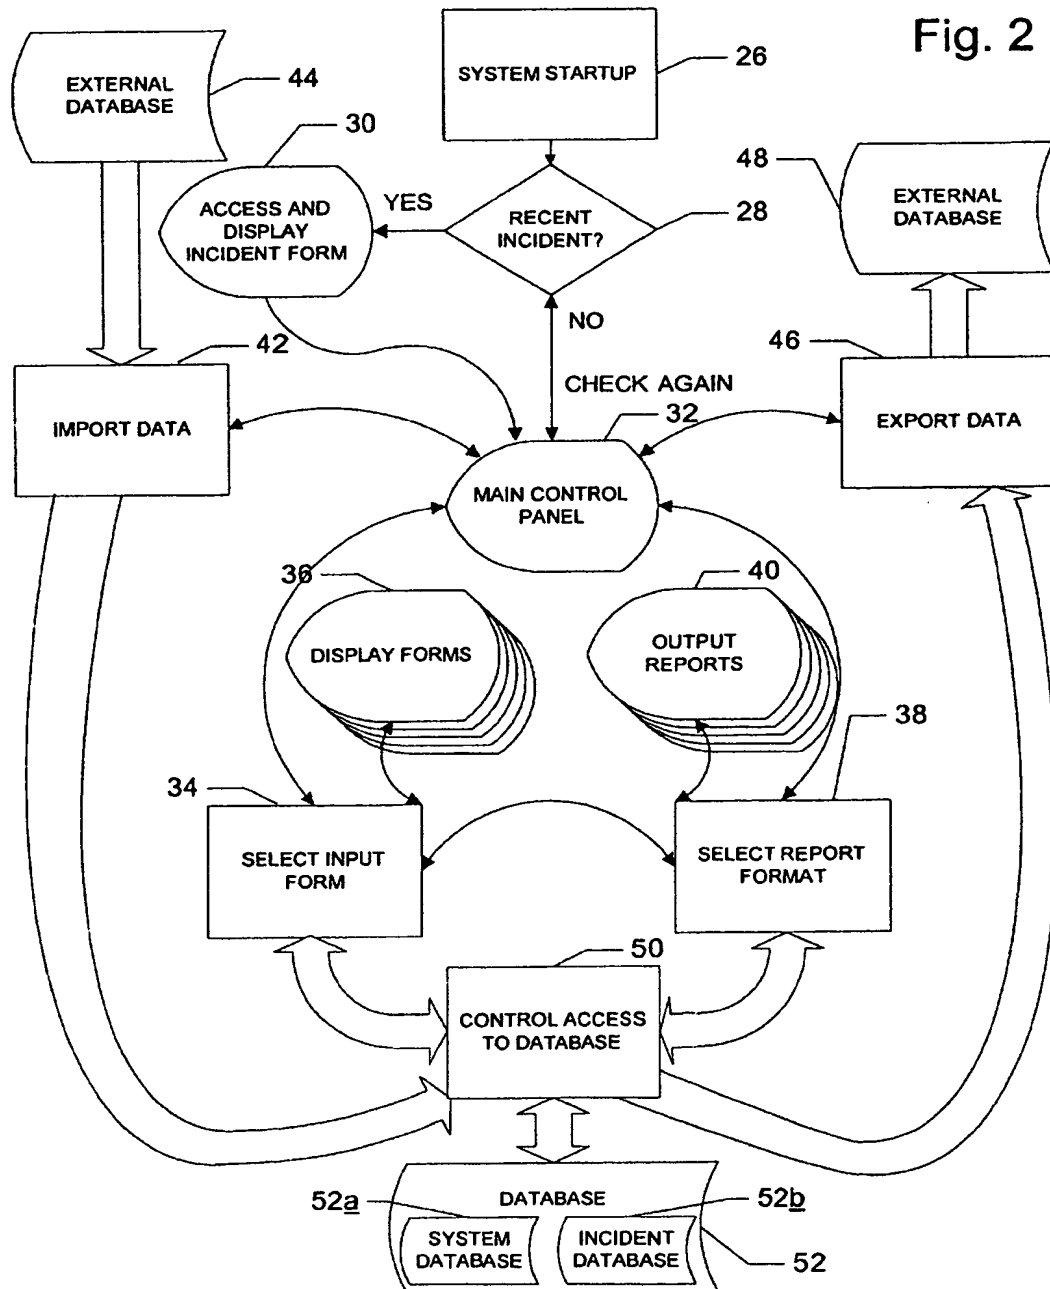 Fig. 2
EXTERNAL
DATABASE
44
SYSTEM STARTUP
26
30
ACCESS AND
DISPLAY
INCIDENT FORM
YES
RECENT
INCIDENT?
28
48
EXTERNAL
DATABASE
NO
CHECK AGAIN
42
IMPORT DATA
32
MAIN CONTROL
PANEL
46
EXPORT DATA
36
DISPLAY FORMS
40
OUTPUT
REPORTS
34
SELECT INPUT
FORM
38
SELECT REPORT
FORMAT
50
CONTROL ACCESS
TO DATABASE
DATABASE
52a
SYSTEM
DATABASE
52b
INCIDENT
DATABASE
52